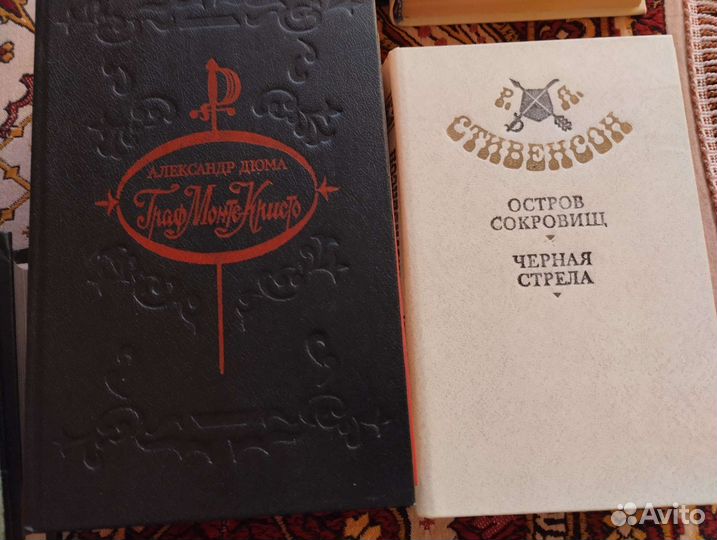 АЛЕКСАНДР ДЮМА
Граф Монте-Кристо
Р. Л.
СТИВЕНСОН
ОСТРОВ
СОКРОВИЩ
ЧЕРНАЯ
СТРЕЛА
Avito